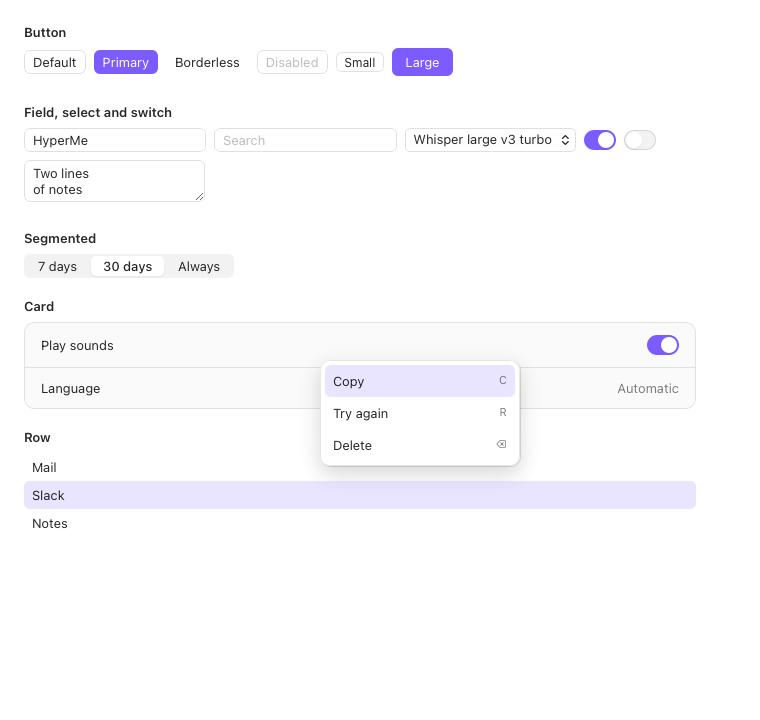 Button
Default Primary Borderless Disabled Small Large
Field, select and switch
HyperMe Search Whisper large v3 turbo
Two lines
of notes
Segmented
7 days 30 days Always
Card
Play sounds
Language Automatic
Copy C
Try again R
Delete ⌫
Row
Mail
Slack
Notes